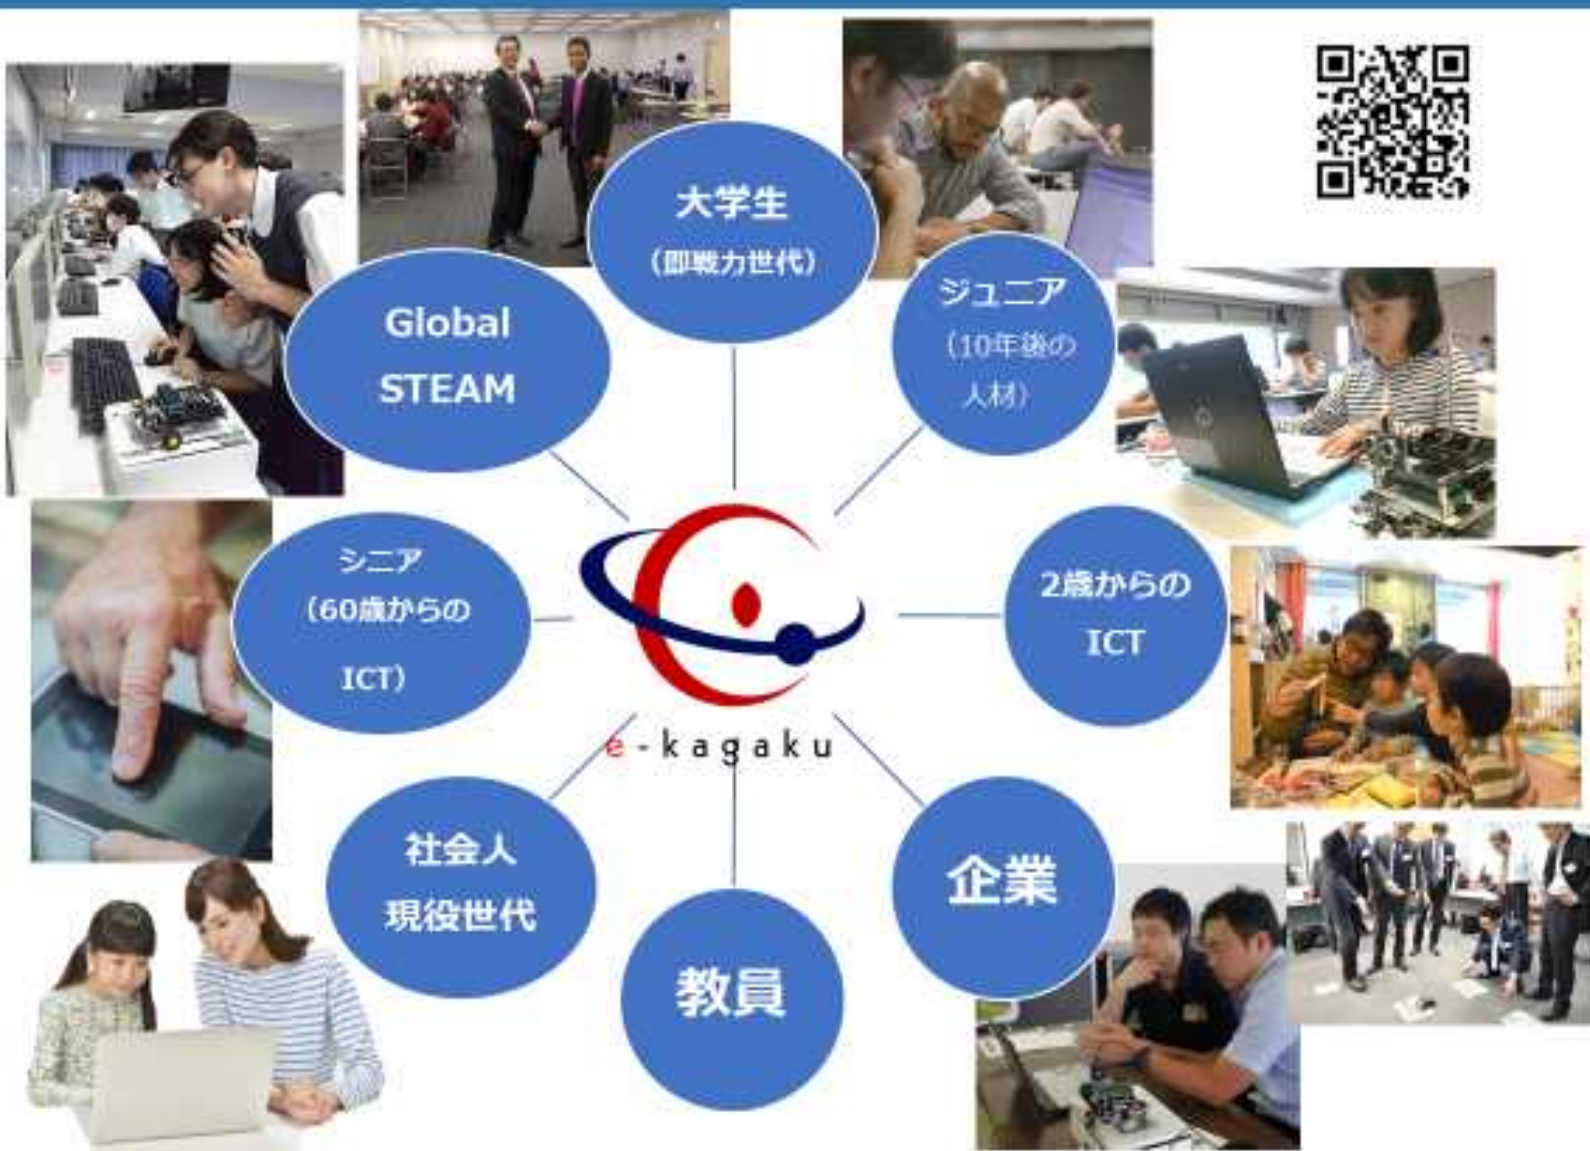 大学生
（即戦力世代）
Global
STEAM
ジュニア
（10年後の
人材）
シニア
（60歳からの
ICT）
2歳からの
ICT
e-kagaku
社会人
現役世代
企業
教員